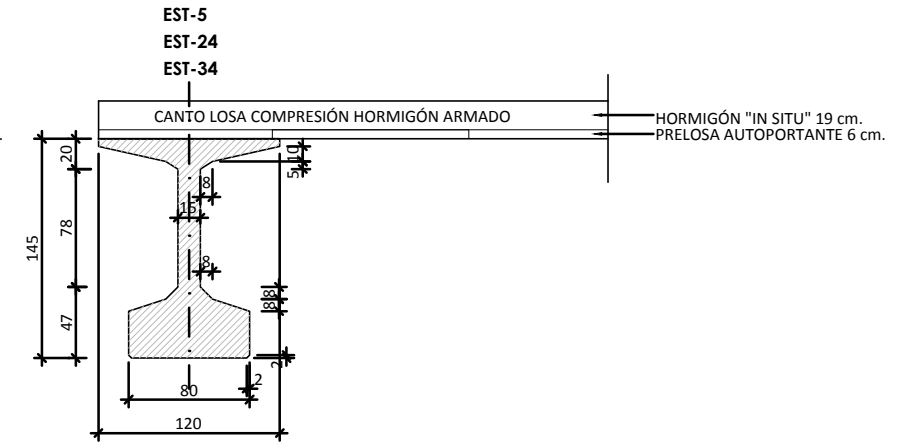 EST-5
EST-24
EST-34
CANTO LOSA COMPRESIÓN HORMIGÓN ARMADO
HORMIGÓN "IN SITU" 19 cm.
PRELOSA AUTOPORTANTE 6 cm.
20
10
5
8
15
78
145
8
8
8
47
2
2
80
120